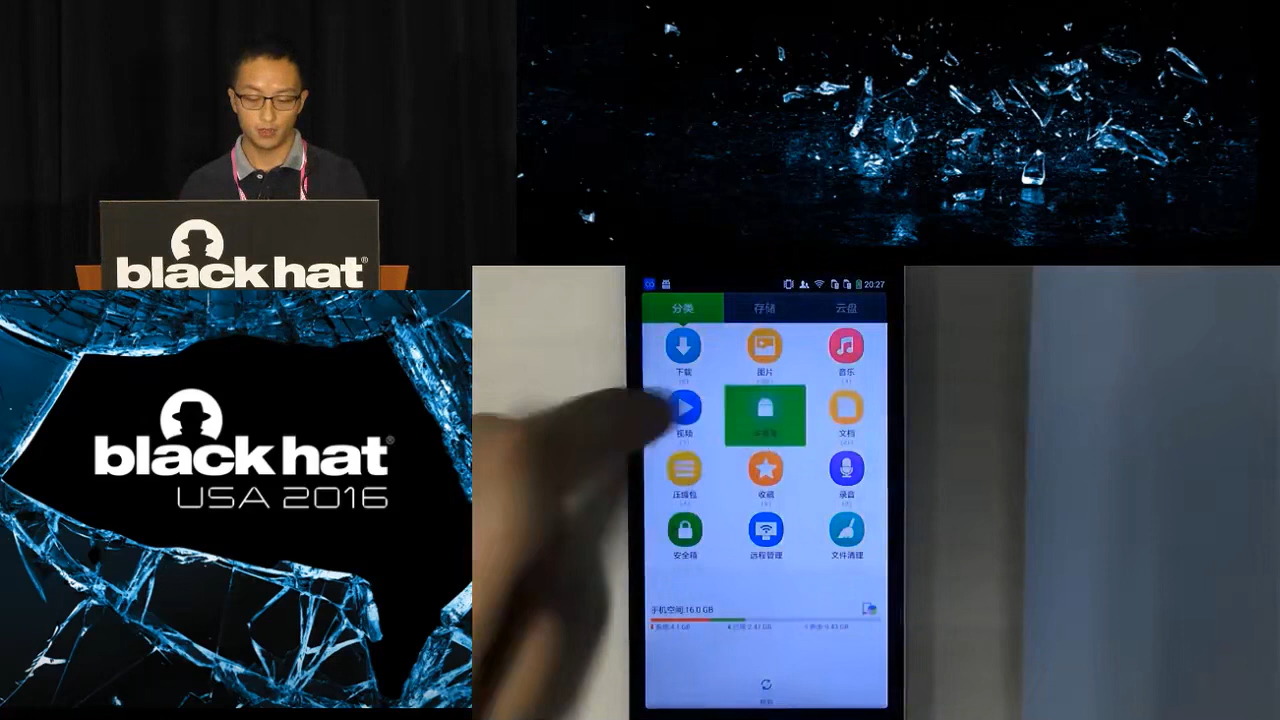 black hat®
black hat®
USA 2016
20:27
分类 存储 云盘
下载 图片 音乐
视频 文档
压缩包 收藏 录音
安全箱 远程管理 文件清理
手机空间:16.0 GB